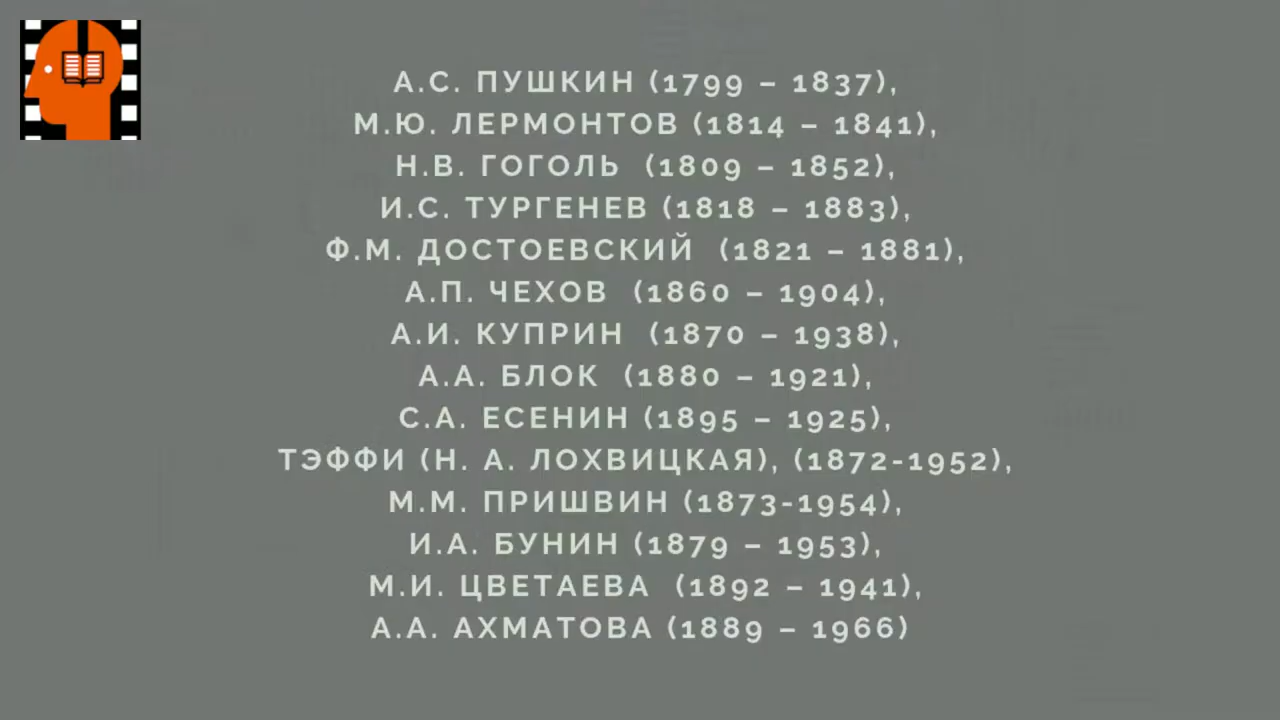 А.С. ПУШКИН (1799 – 1837),
М.Ю. ЛЕРМОНТОВ (1814 – 1841),
Н.В. ГОГОЛЬ (1809 – 1852),
И.С. ТУРГЕНЕВ (1818 – 1883),
Ф.М. ДОСТОЕВСКИЙ (1821 – 1881),
А.П. ЧЕХОВ (1860 – 1904),
А.И. КУПРИН (1870 – 1938),
А.А. БЛОК (1880 – 1921),
С.А. ЕСЕНИН (1895 – 1925),
ТЭФФИ (Н. А. ЛОХВИЦКАЯ), (1872-1952),
М.М. ПРИШВИН (1873-1954),
И.А. БУНИН (1879 – 1953),
М.И. ЦВЕТАЕВА (1892 – 1941),
А.А. АХМАТОВА (1889 – 1966)